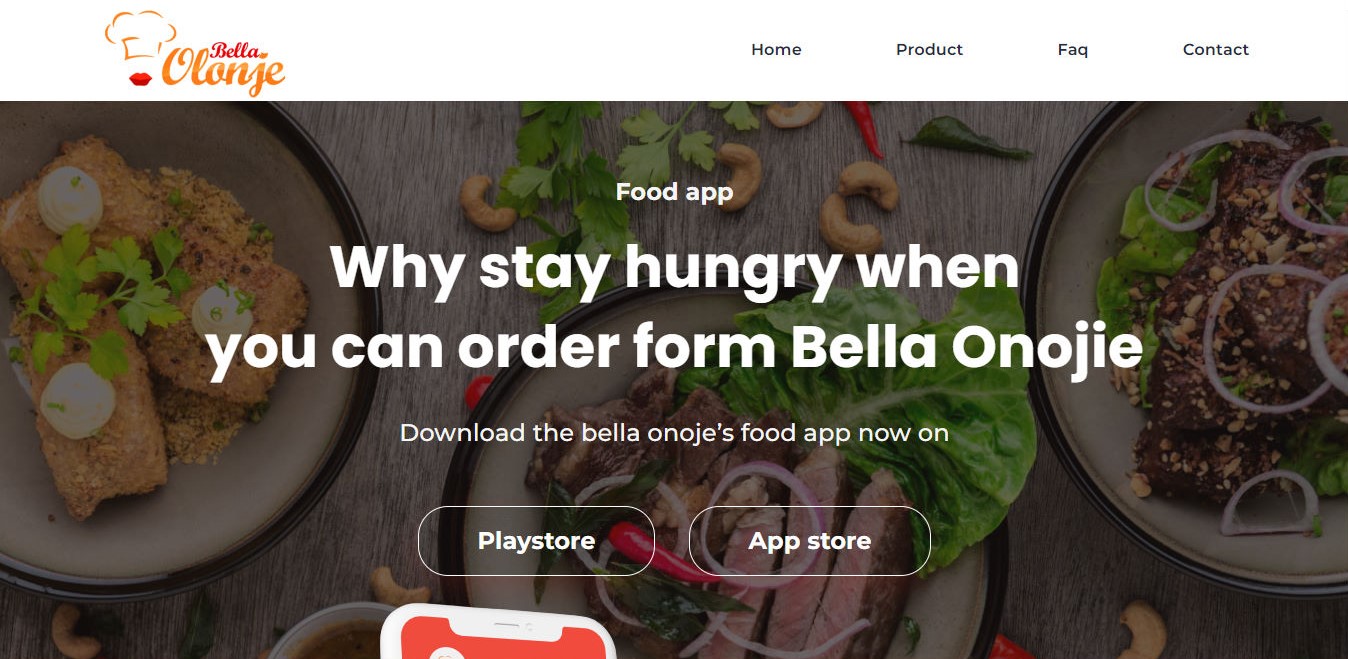 Bella
Olonje
Home
Product
Faq
Contact
Food app
Why stay hungry when
you can order form Bella Onojie
Download the bella onoje’s food app now on
Playstore
App store